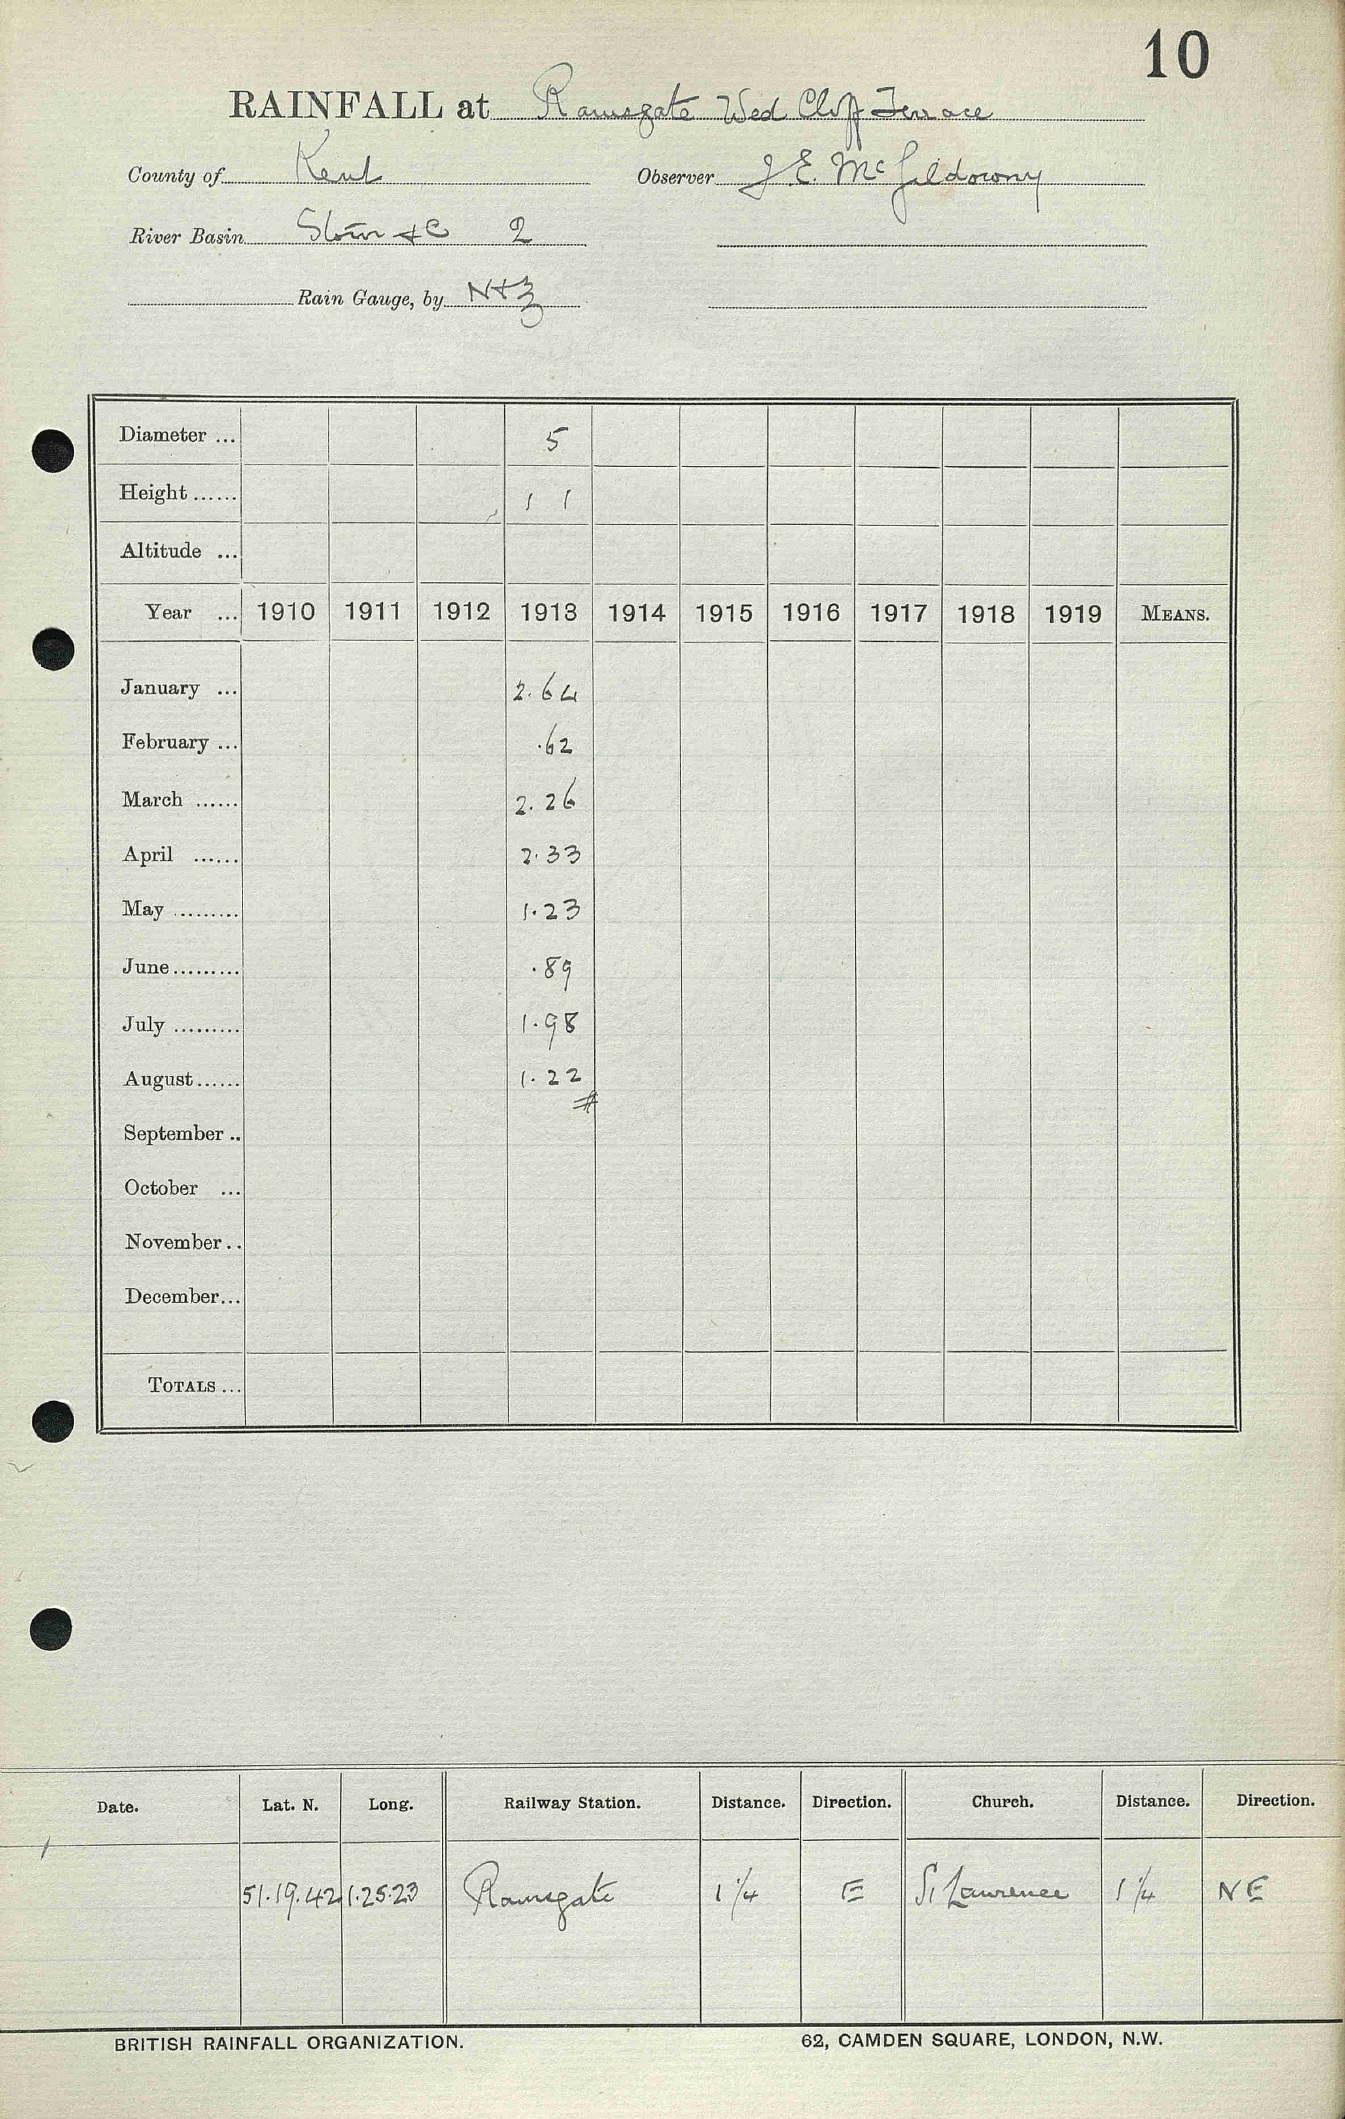 10
RAINFALL at Ramsgate Wed Cliff Terrace
County of Kent Observer J. E. McGildowny
River Basin Stour &c 2
Rain Gauge, by N & Z
Diameter ... 5
Height ...... 1 1
Altitude ...
Year ... 1910 1911 1912 1913 1914 1915 1916 1917 1918 1919 MEANS.
January ... 2.64
February ... .62
March ...... 2.26
April ...... 2.33
May ......... 1.23
June ......... .89
July ......... 1.98
August ...... 1.22
#
September ..
October ...
November ..
December ...
TOTALS ...
Date. Lat. N. Long. Railway Station. Distance. Direction. Church. Distance. Direction.
51.19.42 1.25.23 Ramsgate 1 1/4 E St Lawrence 1 1/4 NE
BRITISH RAINFALL ORGANIZATION. 62, CAMDEN SQUARE, LONDON, N.W.